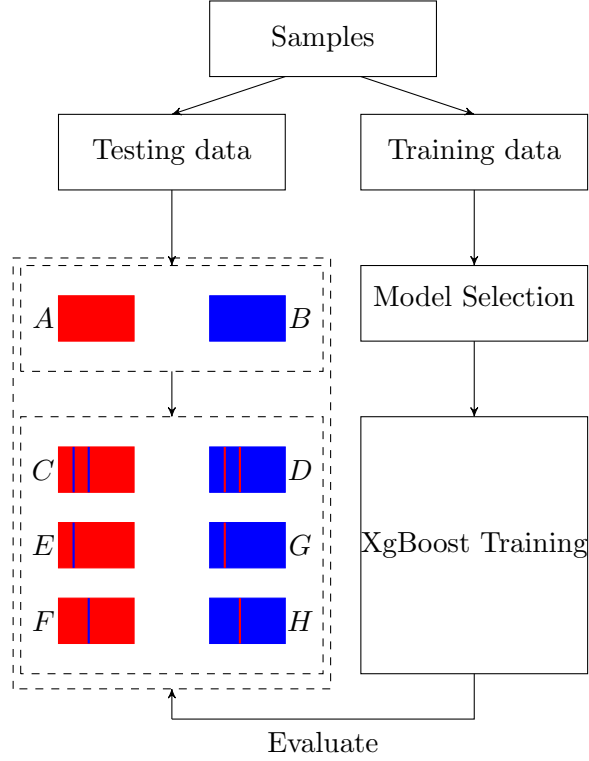 Samples
Testing data
Training data
A
B
Model Selection
C
D
E
G
XgBoost Training
F
H
Evaluate